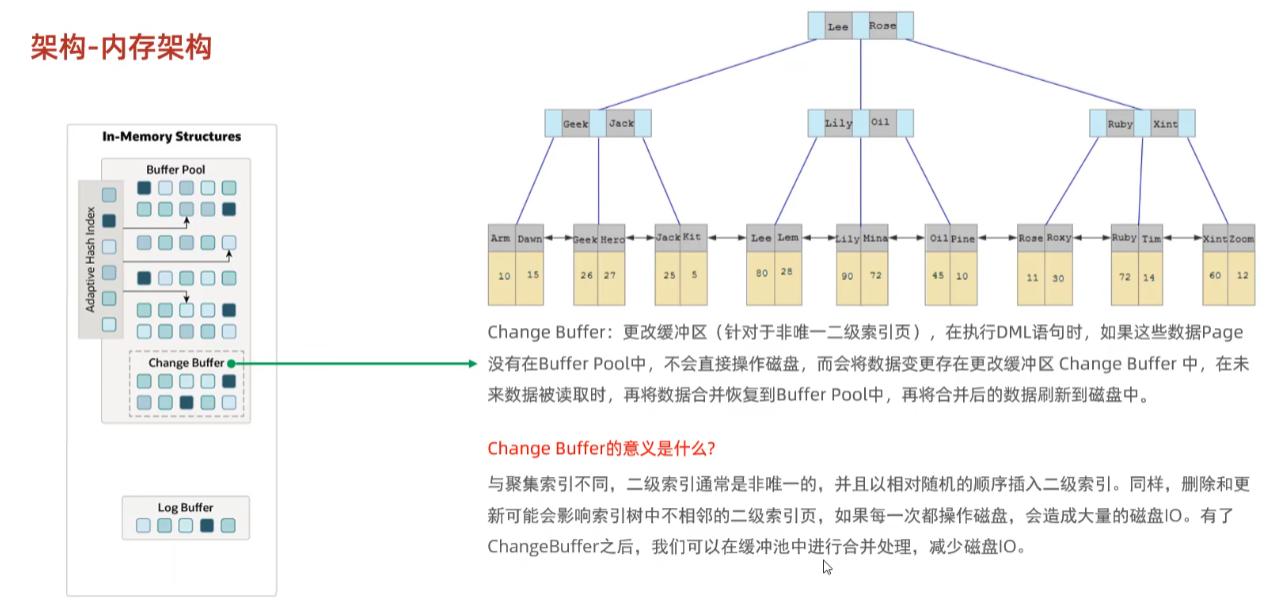 架构-内存架构
In-Memory Structures
Buffer Pool
Adaptive Hash Index
Change Buffer
Log Buffer
Lee Rose
Geek Jack
Lily Oil
Ruby Xint
Arm Dawn Geek Hero Jack Kit Lee Lem Lily Mina Oil Pine Rose Roxy Ruby Tim Xint Zoom
10 15 26 27 25 5 80 28 90 72 45 10 11 30 72 14 60 12
Change Buffer：更改缓冲区（针对于非唯一二级索引页），在执行DML语句时，如果这些数据Page
没有在Buffer Pool中，不会直接操作磁盘，而会将数据变更存在更改缓冲区 Change Buffer 中，在未
来数据被读取时，再将数据合并恢复到Buffer Pool中，再将合并后的数据刷新到磁盘中。
Change Buffer的意义是什么?
与聚集索引不同，二级索引通常是非唯一的，并且以相对随机的顺序插入二级索引。同样，删除和更
新可能会影响索引树中不相邻的二级索引页，如果每一次都操作磁盘，会造成大量的磁盘IO。有了
ChangeBuffer之后，我们可以在缓冲池中进行合并处理，减少磁盘IO。